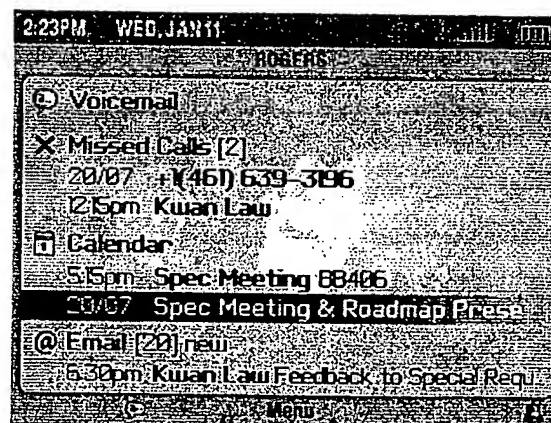 2:23PM, WED, JAN 11
ROGERS
Voicemail
Missed Calls [2]
20/07 +1(461) 639-3196
12:15pm Kwan Law
Calendar
5:15pm Spec Meeting BB406
20/07 Spec Meeting & Roadmap Prese
@ Email [20] new
6:30pm Kwan Law Feedback to Special Requ...
Menu